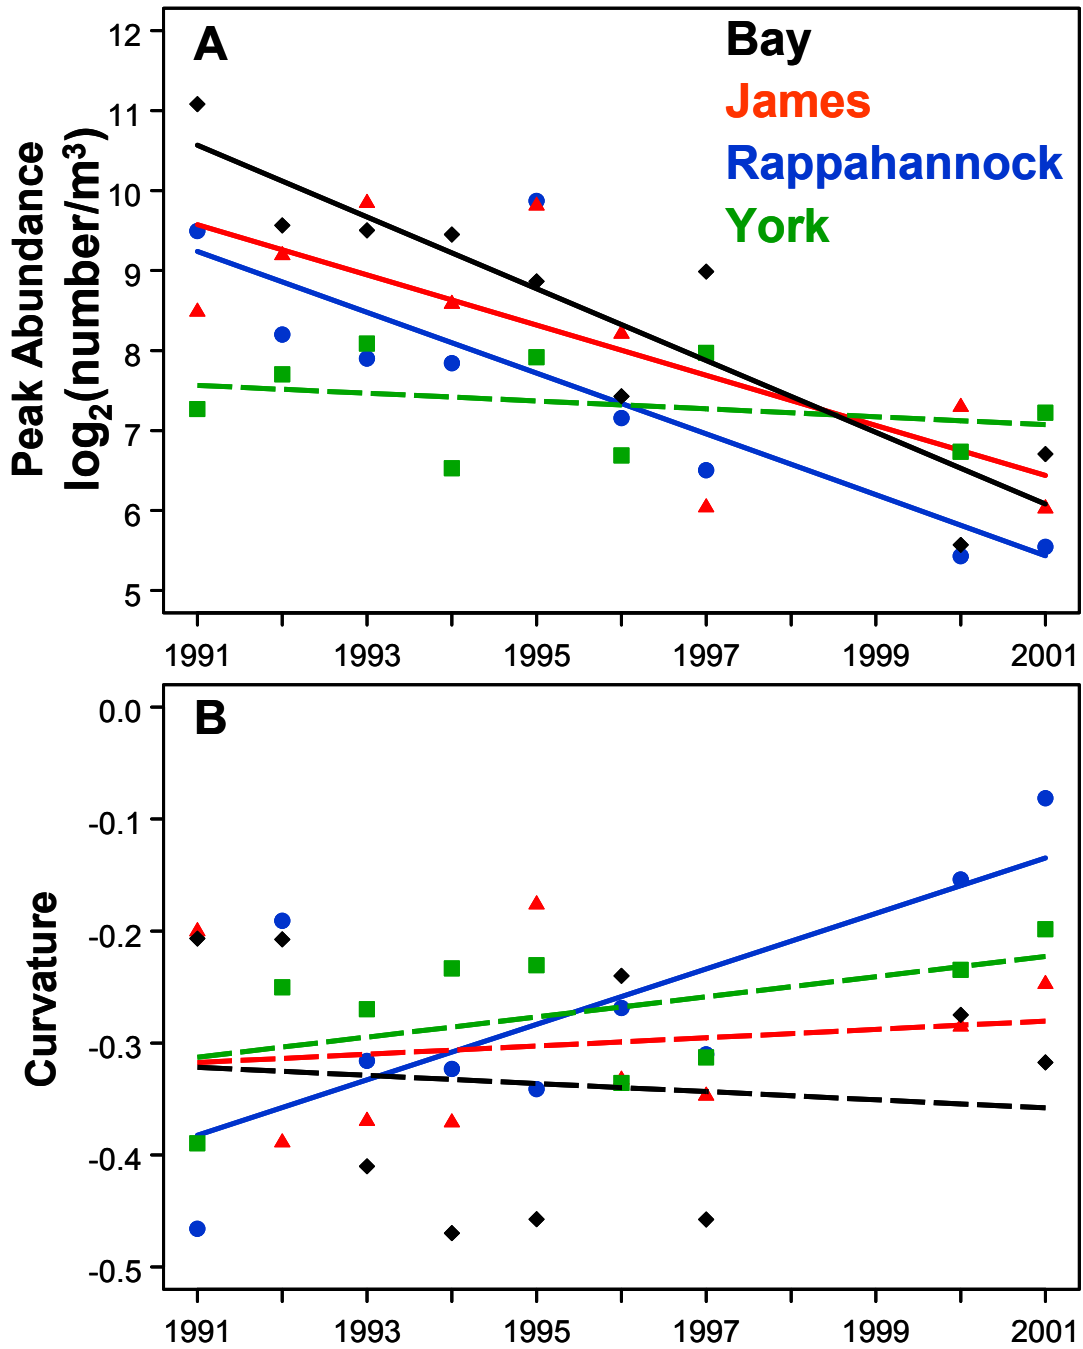 A
Bay
James
Rappahannock
York
Peak Abundance
log₂(number/m³)
12
11
10
9
8
7
6
5
1991 1993 1995 1997 1999 2001
B
Curvature
0.0
-0.1
-0.2
-0.3
-0.4
-0.5
1991 1993 1995 1997 1999 2001